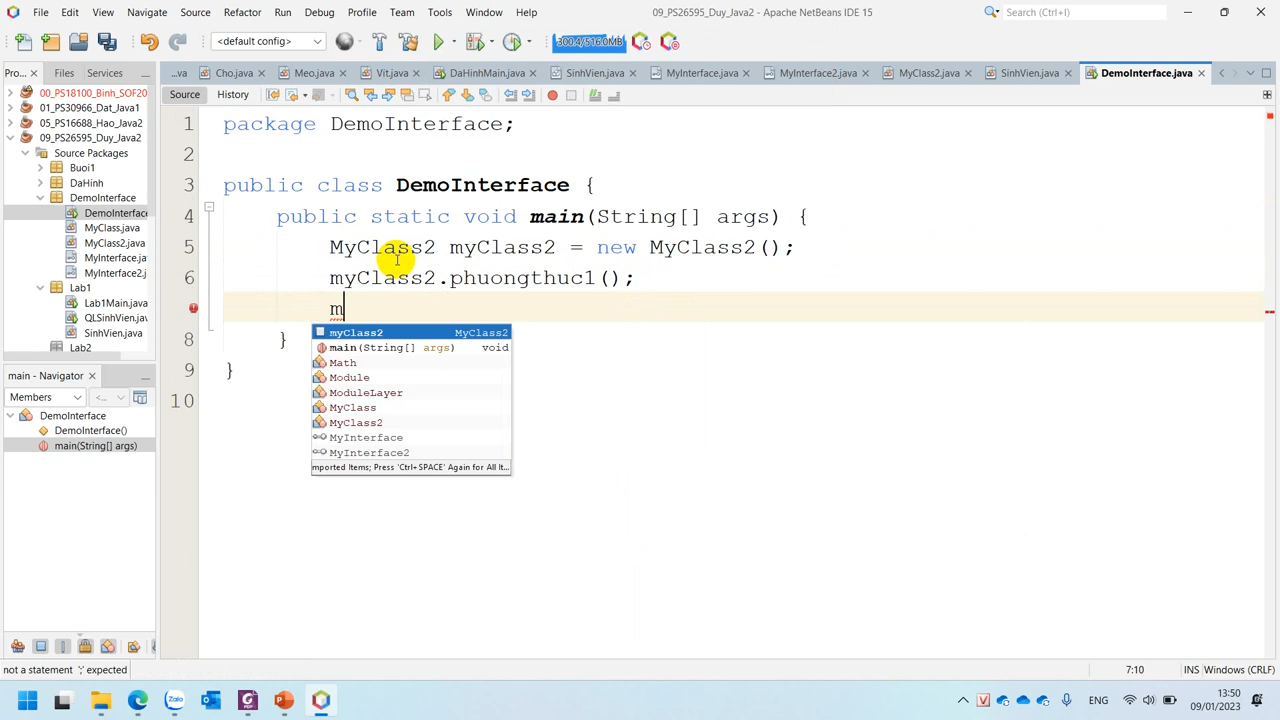 File Edit View Navigate Source Refactor Run Debug Profile Team Tools Window Help 09_PS26595_Duy_Java2 - Apache NetBeans IDE 15 Search (Ctrl+I)
<default config> 300.4/516.0MB
Pro... Files Services ...va Cho.java Meo.java Vit.java DaHinhMain.java SinhVien.java MyInterface.java MyInterface2.java MyClass2.java SinhVien.java DemoInterface.java
Source History
00_PS18100_Binh_SOF20
01_PS30966_Dat_Java1
05_PS16688_Hao_Java2
09_PS26595_Duy_Java2
Source Packages
Buoi1
DaHinh
DemoInterface
DemoInterface
MyClass.java
MyClass2.java
MyInterface.java
MyInterface2.j
Lab1
Lab1Main.java
QLSinhVien.java
SinhVien.java
Lab2
main - Navigator
Members <...
DemoInterface
DemoInterface()
main(String[] args)
1 package DemoInterface;
2
3 public class DemoInterface {
4 public static void main(String[] args) {
5 MyClass2 myClass2 = new MyClass2();
6 myClass2.phuongthuc1();
m
8 }
9 }
10
myClass2 MyClass2
main(String[] args) void
Math
Module
ModuleLayer
MyClass
MyClass2
MyInterface
MyInterface2
mported Items; Press 'Ctrl+SPACE' Again for All It...
not a statement ';' expected 7:10 INS Windows (CRLF)
Zalo ENG 13:50
09/01/2023